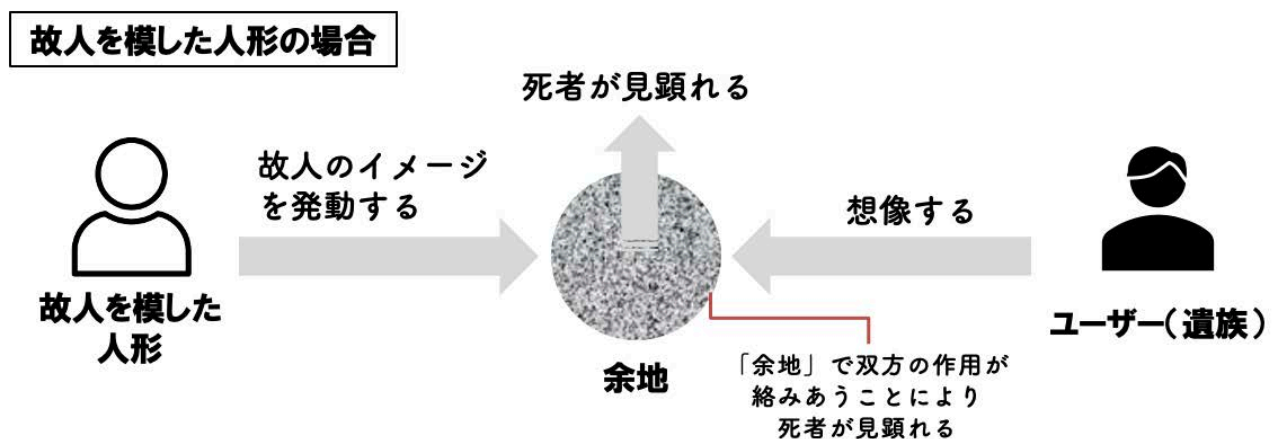 故人を模した人形の場合
死者が見顕れる
故人のイメージ
を発動する
想像する
故人を模した
人形
余地
ユーザー(遺族)
「余地」で双方の作用が
絡みあうことにより
死者が見顕れる